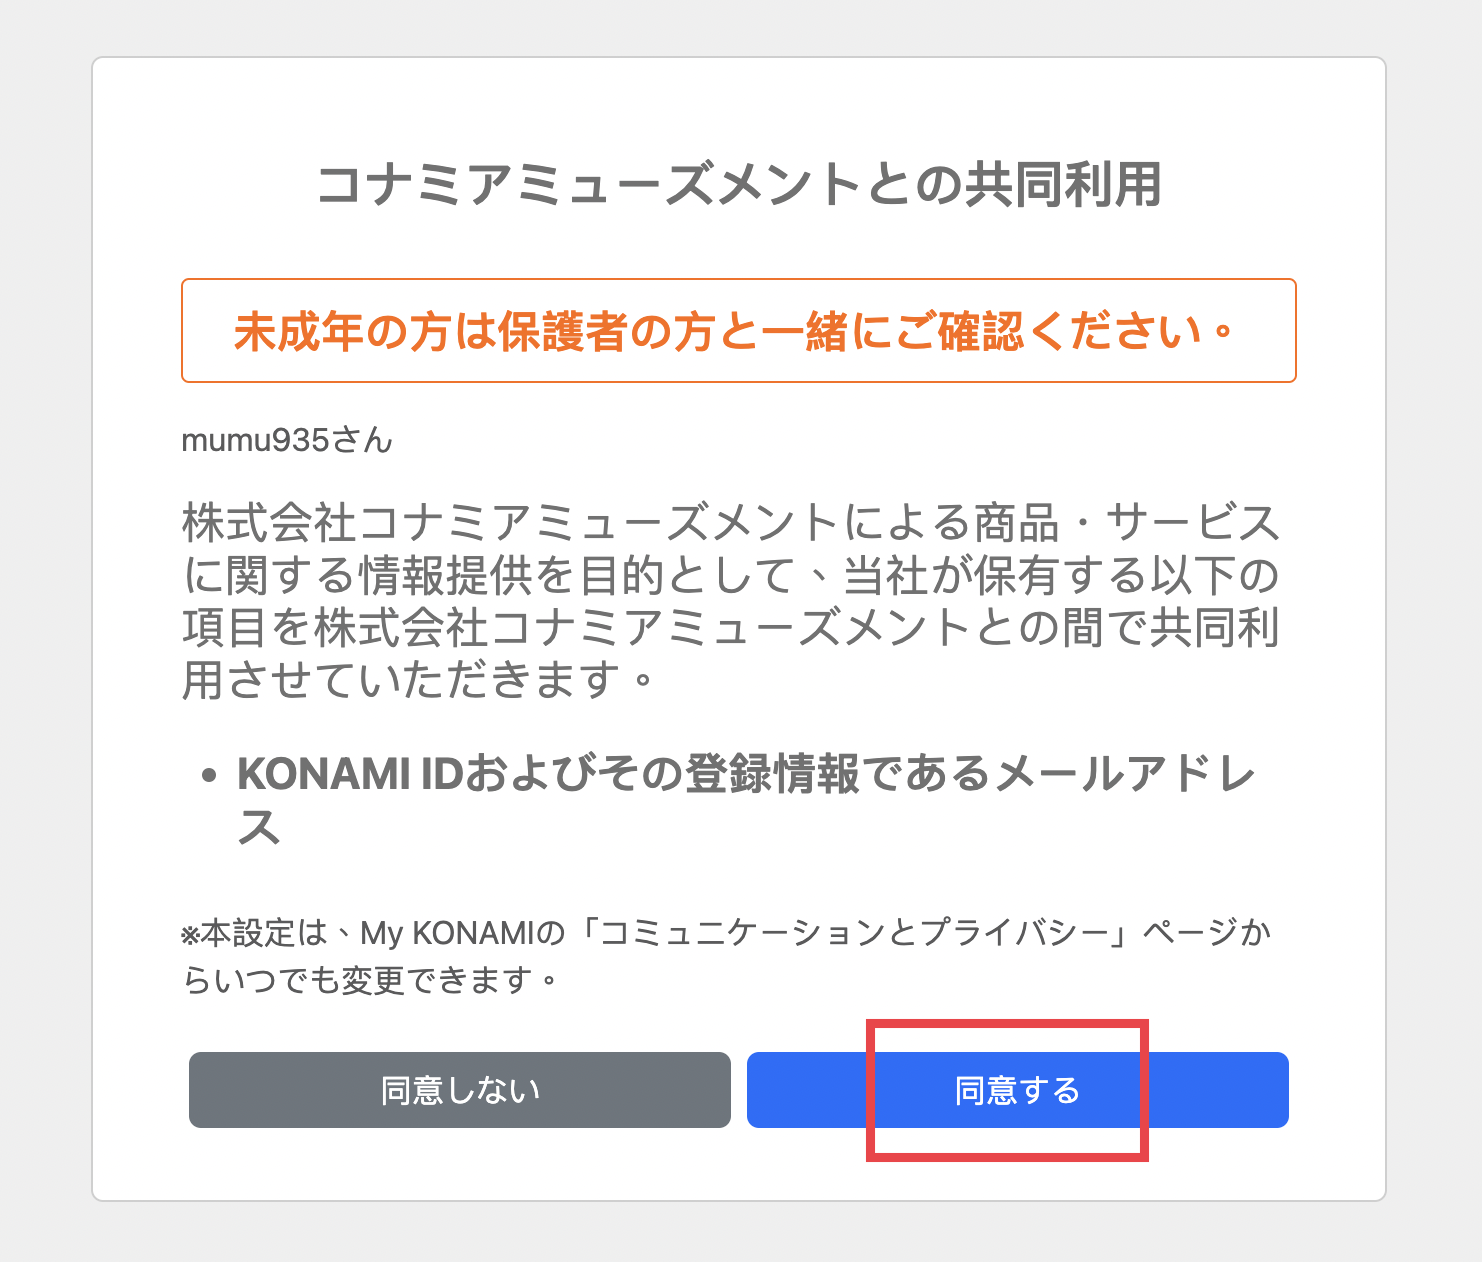 コナミアミューズメントとの共同利用
未成年の方は保護者の方と一緒にご確認ください。
mumu935さん
株式会社コナミアミューズメントによる商品・サービス
に関する情報提供を目的として、当社が保有する以下の
項目を株式会社コナミアミューズメントとの間で共同利
用させていただきます。
• KONAMI IDおよびその登録情報であるメールアドレ
ス
※本設定は、My KONAMIの「コミュニケーションとプライバシー」ページか
らいつでも変更できます。
同意しない
同意する